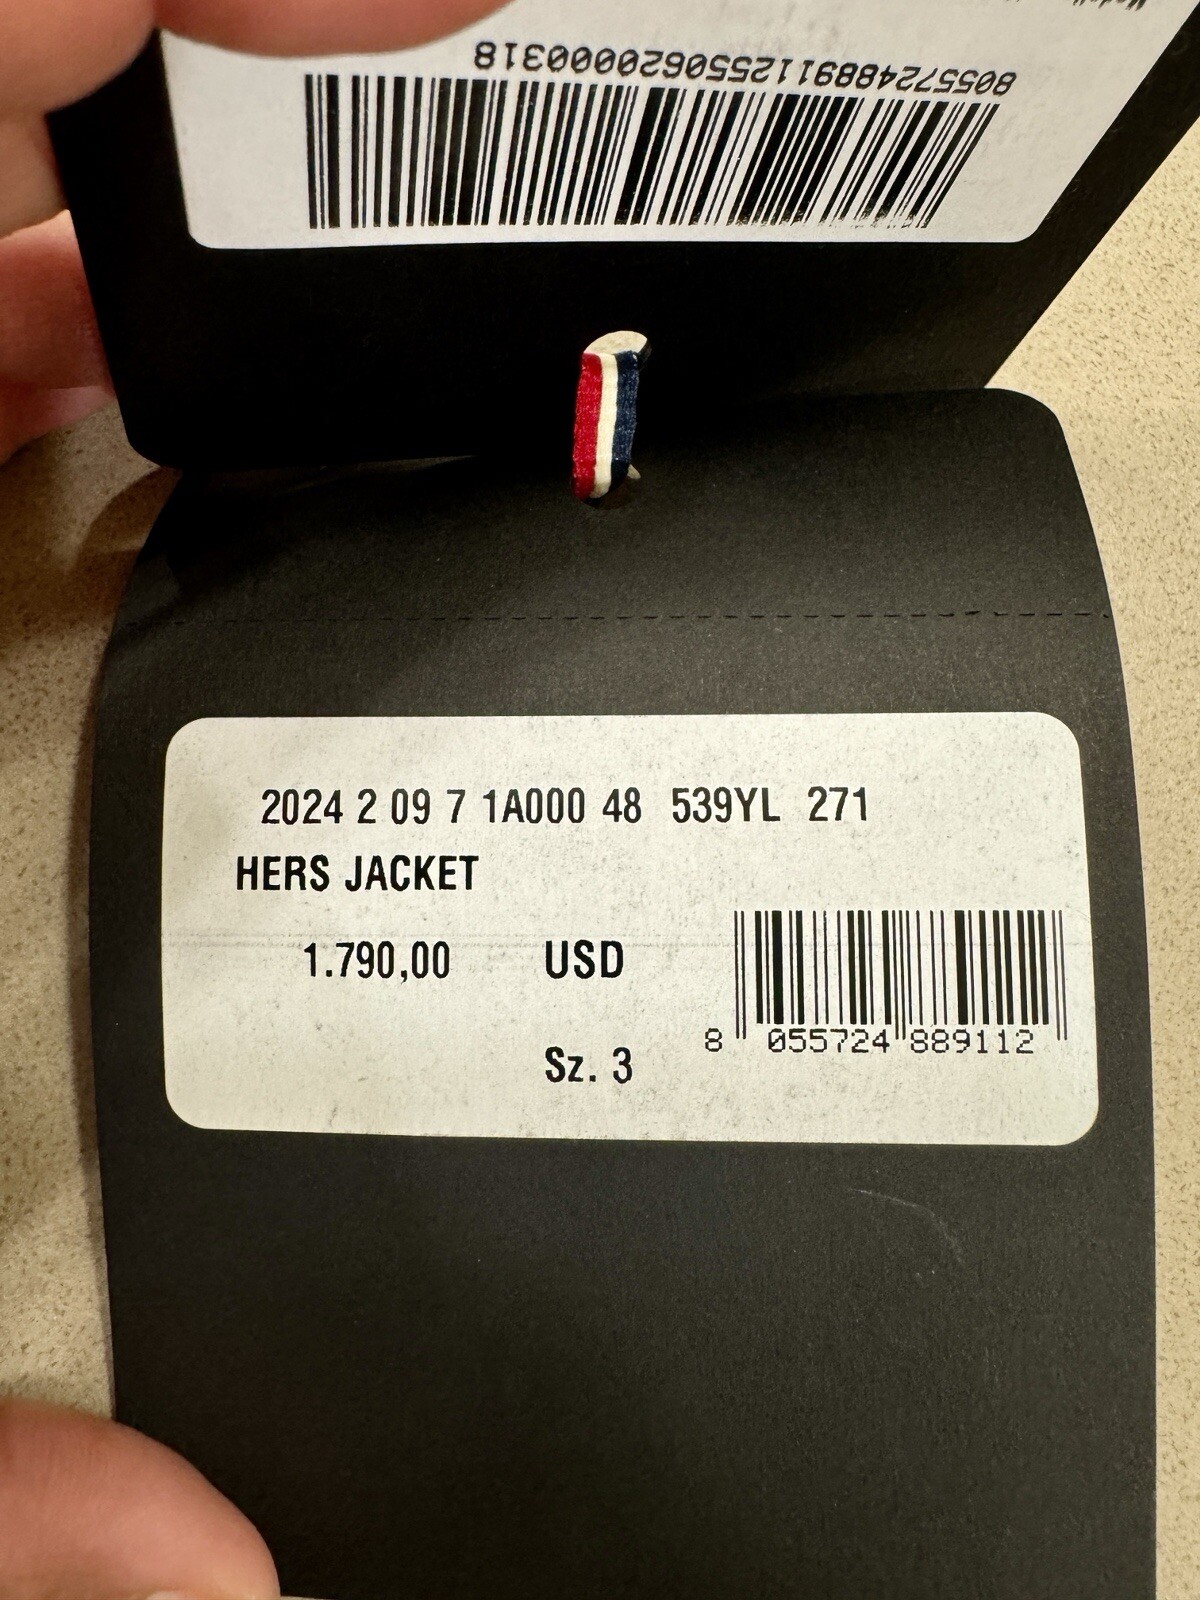 8055724889112550620000318
2024 2 09 7 1A000 48 539YL 271
HERS JACKET
1.790,00 USD
Sz. 3
8 055724 889112